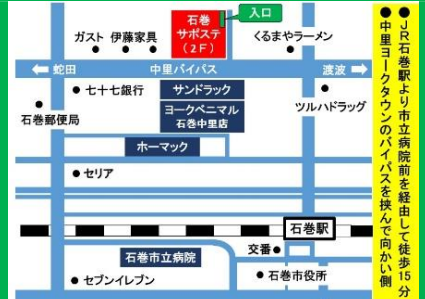 石巻
サポステ
(2F)
入口
ガスト
伊藤家具
くるまやラーメン
蛇田
中里バイパス
渡波
七十七銀行
サンドラック
ツルハドラッグ
石巻郵便局
ヨークベニマル
石巻中里店
ホーマック
セリア
石巻駅
交番
石巻市立病院
セブンイレブン
石巻市役所
●JR石巻駅より市立病院前を経由して徒歩15分
●中里ヨークタウンのバイパスを挟んで向かい側